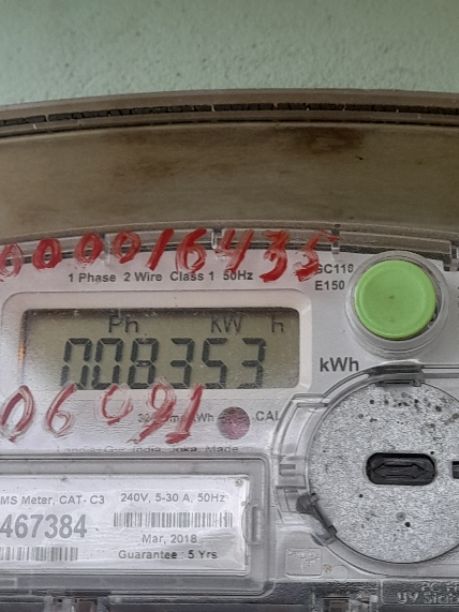 000016435
1 Phase 2 Wire Class 1 50Hz
E150
Ph KW h
008353
kWh
06091
CAL
MS Meter, CAT- C3
240V, 5-30 A, 50Hz
467384
Mar, 2018
Guarantee : 5 Yrs